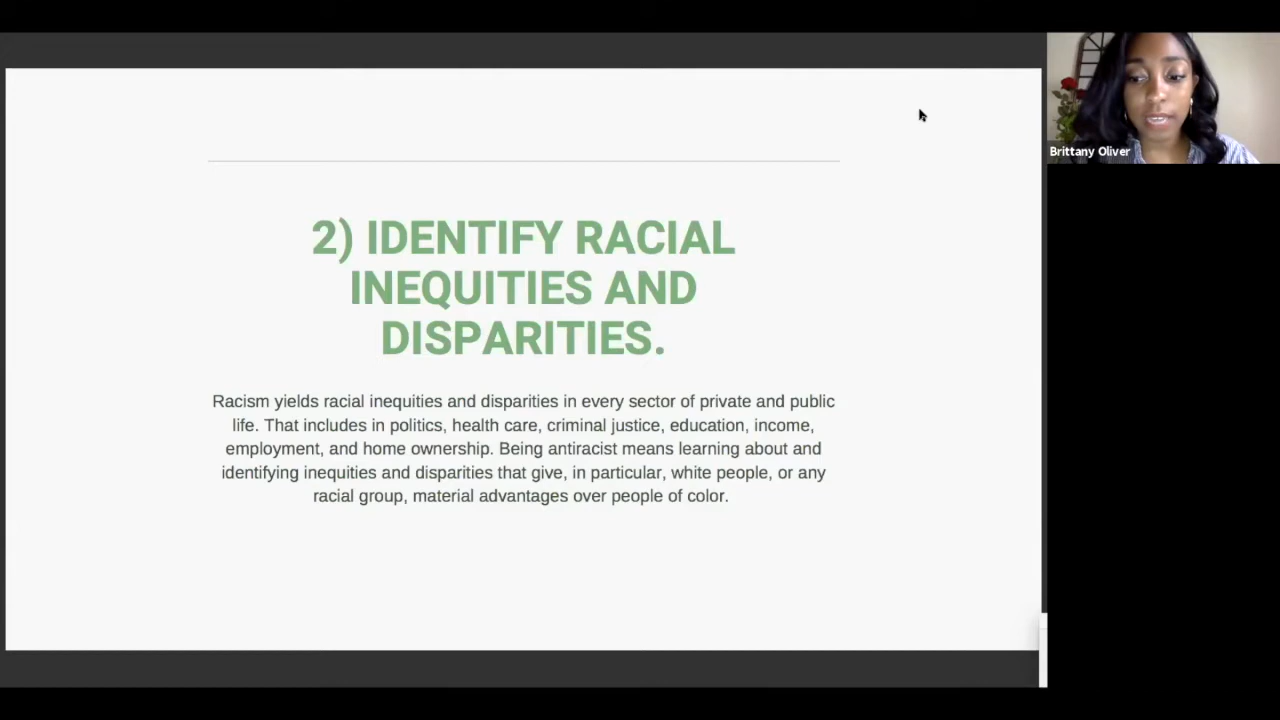 2) IDENTIFY RACIAL
INEQUITIES AND
DISPARITIES.
Racism yields racial inequities and disparities in every sector of private and public
life. That includes in politics, health care, criminal justice, education, income,
employment, and home ownership. Being antiracist means learning about and
identifying inequities and disparities that give, in particular, white people, or any
racial group, material advantages over people of color.
Brittany Oliver